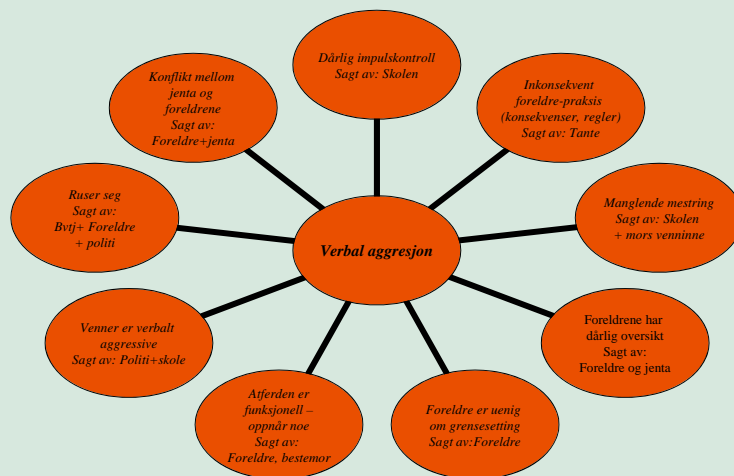 Dårlig impulskontroll
Sagt av: Skolen
Konflikt mellom
jenta og
foreldrene
Sagt av:
Foreldre+jenta
Inkonsekvent
foreldre-praksis
(konsekvenser, regler)
Sagt av: Tante
Ruser seg
Sagt av:
Bvtj+ Foreldre
+ politi
Manglende mestring
Sagt av: Skolen
+ mors venninne
Verbal aggresjon
Venner er verbalt
aggressive
Sagt av: Politi+skole
Foreldrene har
dårlig oversikt
Sagt av:
Foreldre og jenta
Atferden er
funksjonell –
oppnår noe
Sagt av:
Foreldre, bestemor
Foreldre er uenig
om grensesetting
Sagt av:Foreldre